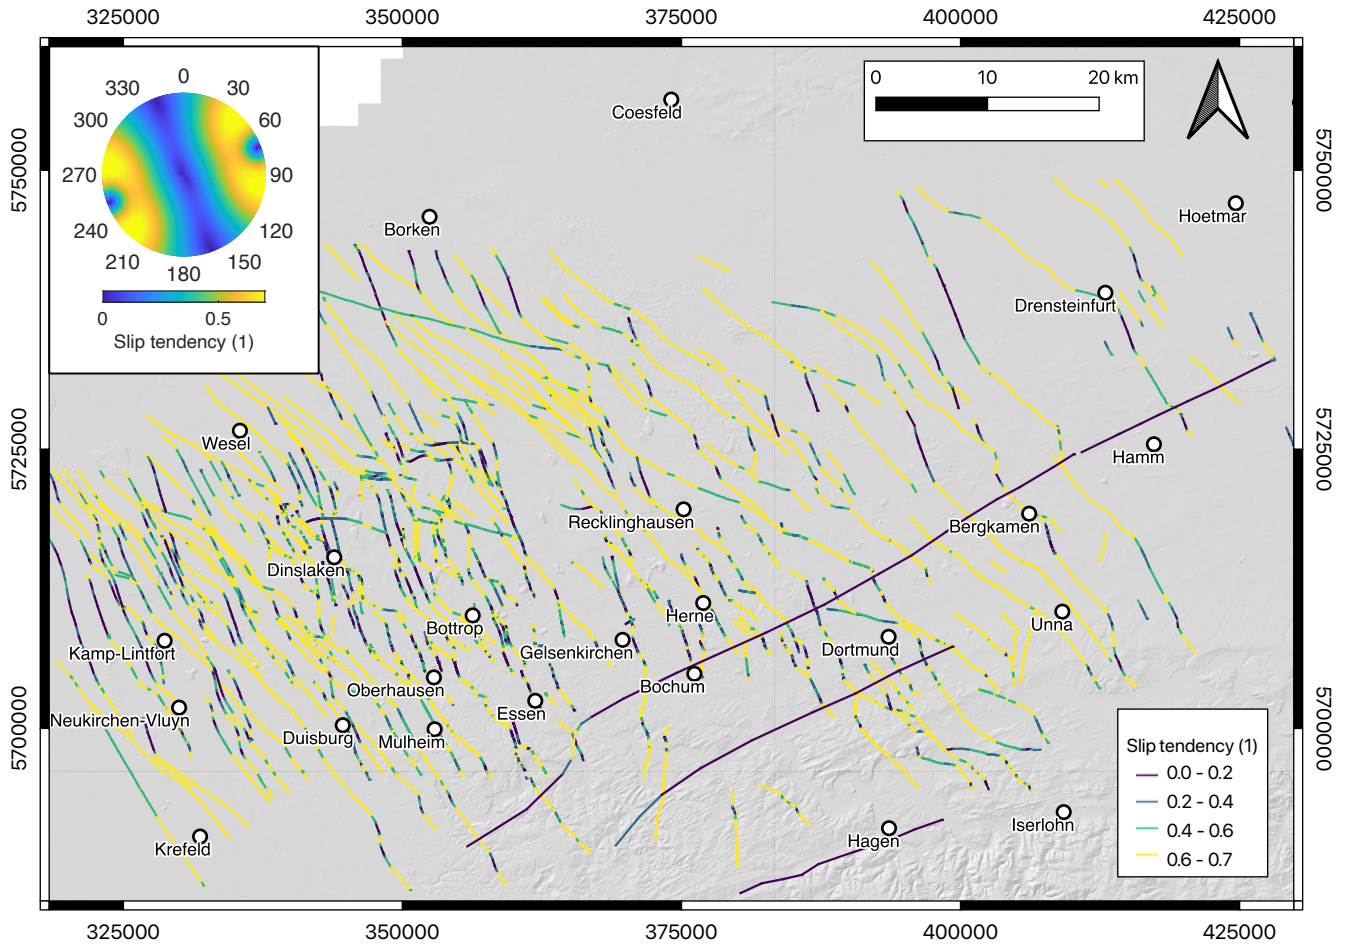 325000
350000
375000
400000
425000
0
330
30
300
60
270
90
240
120
210
150
180
0
0.5
Slip tendency (1)
0
10
20 km
Coesfeld
5750000
5750000
Hoetmar
Borken
Drensteinfurt
Wesel
5725000
5725000
Hamm
Recklinghausen
Bergkamen
Dinslaken
Herne
Bottrop
Unna
Kamp-Lintfort
Gelsenkirchen
Dortmund
Oberhausen
Bochum
Neukirchen-Vluyn
Essen
Duisburg
Mulheim
5700000
5700000
Slip tendency (1)
0.0 - 0.2
0.2 - 0.4
0.4 - 0.6
0.6 - 0.7
Iserlohn
Hagen
Krefeld
325000
350000
375000
400000
425000